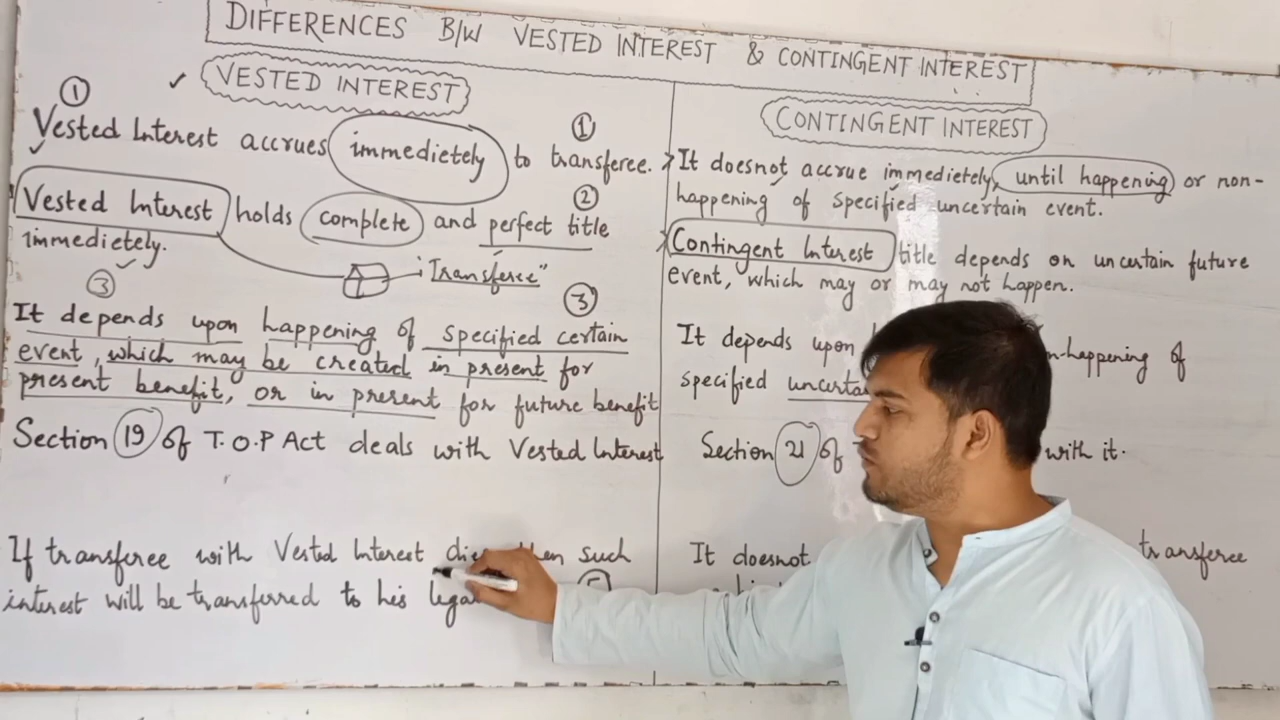 DIFFERENCES B/W VESTED INTEREST & CONTINGENT INTEREST
✓ VESTED INTEREST
①
Vested Interest accrues immedietely to transferee.
①
②
Vested Interest holds complete and perfect title
immedietely.
"Transferee"
③
③
It depends upon happening of specified certain
event, which may be created in present for
present benefit, or in present for future benefit
Section 19 of T.O.P Act deals with Vested Interest
If transferee with Vested Interest such
interest will be transferred to his
CONTINGENT INTEREST
It doesnot accrue immedietely, until happening or non-
happening of specified uncertain event.
Contingent Interest title depends on uncertain future
event, which may or may not happen.
It depends upon happening of
specified
Section 21 of with it.
It doesnot transferee